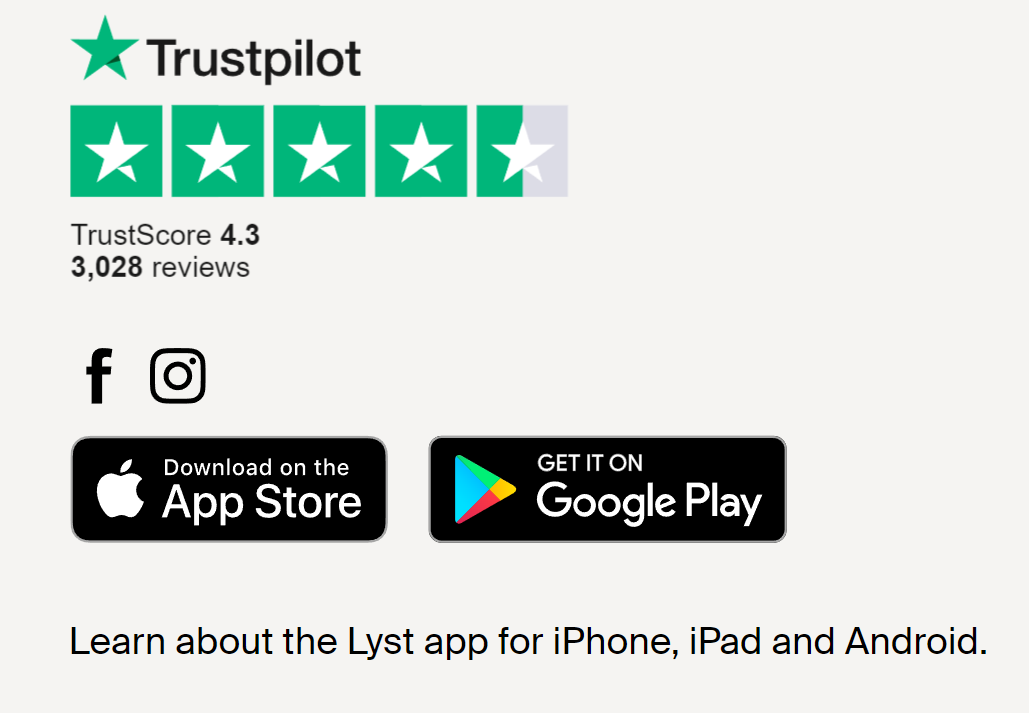 Trustpilot
TrustScore 4.3
3,028 reviews
Download on the
App Store
GET IT ON
Google Play
Learn about the Lyst app for iPhone, iPad and Android.